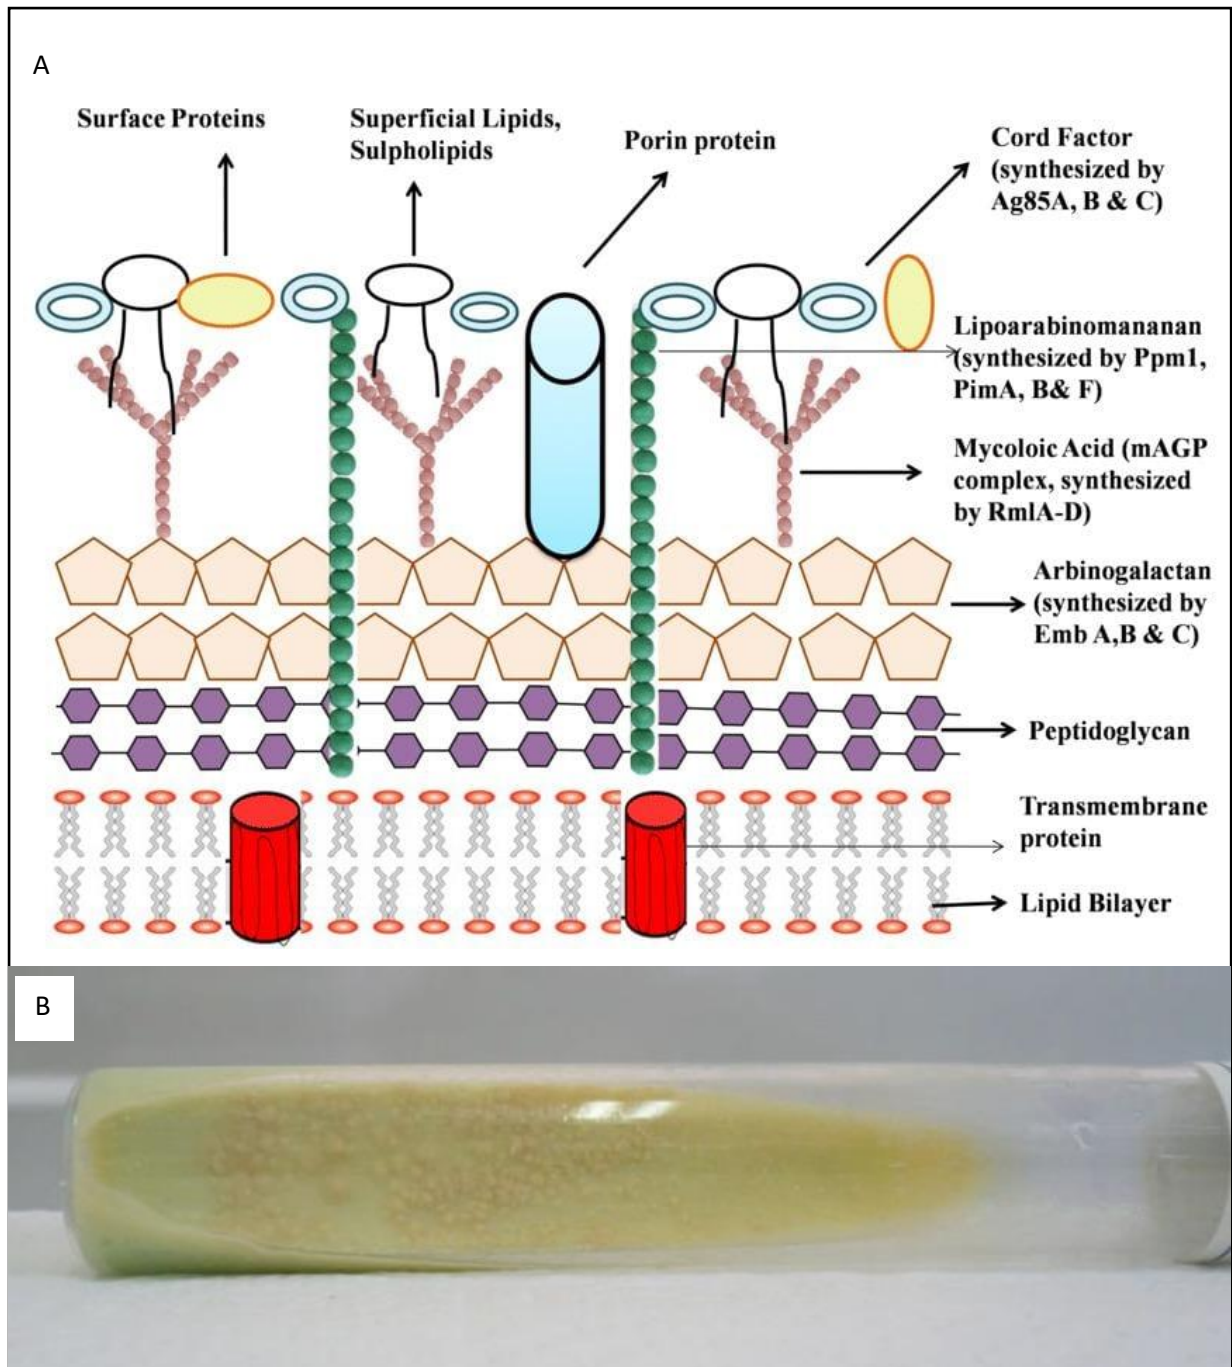 A
Surface Proteins
Superficial Lipids,
Sulpholipids
Porin protein
Cord Factor
(synthesized by
Ag85A, B & C)
Lipoarabinomananan
(synthesized by Ppm1,
PimA, B& F)
Mycoloic Acid (mAGP
complex, synthesized
by RmlA-D)
Arbinogalactan
(synthesized by
Emb A,B & C)
Peptidoglycan
Transmembrane
protein
Lipid Bilayer
B